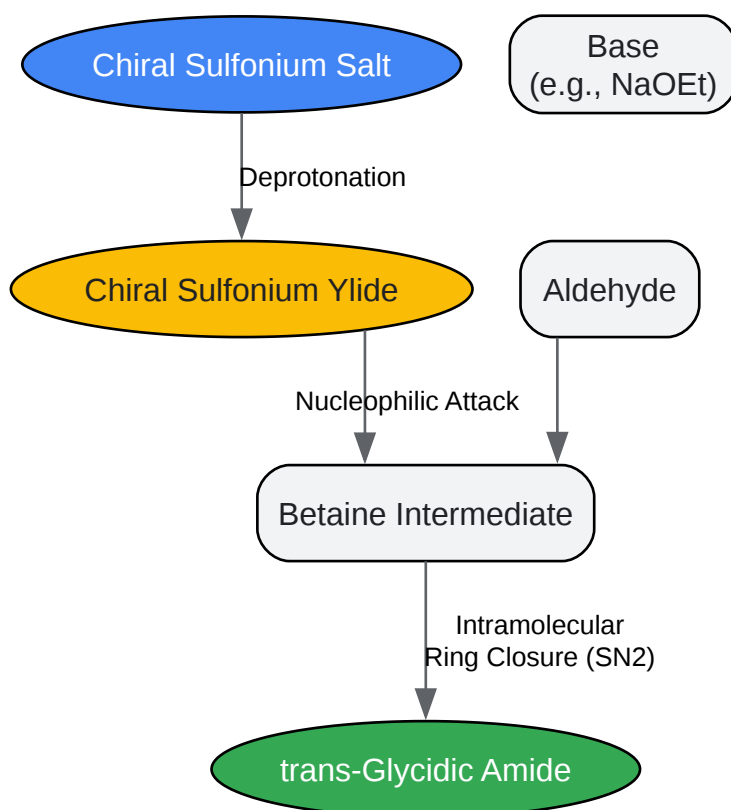 Chiral Sulfonium Salt
Base
(e.g., NaOEt)
Deprotonation
Chiral Sulfonium Ylide
Aldehyde
Nucleophilic Attack
Betaine Intermediate
Intramolecular
Ring Closure (SN2)
trans-Glycidic Amide